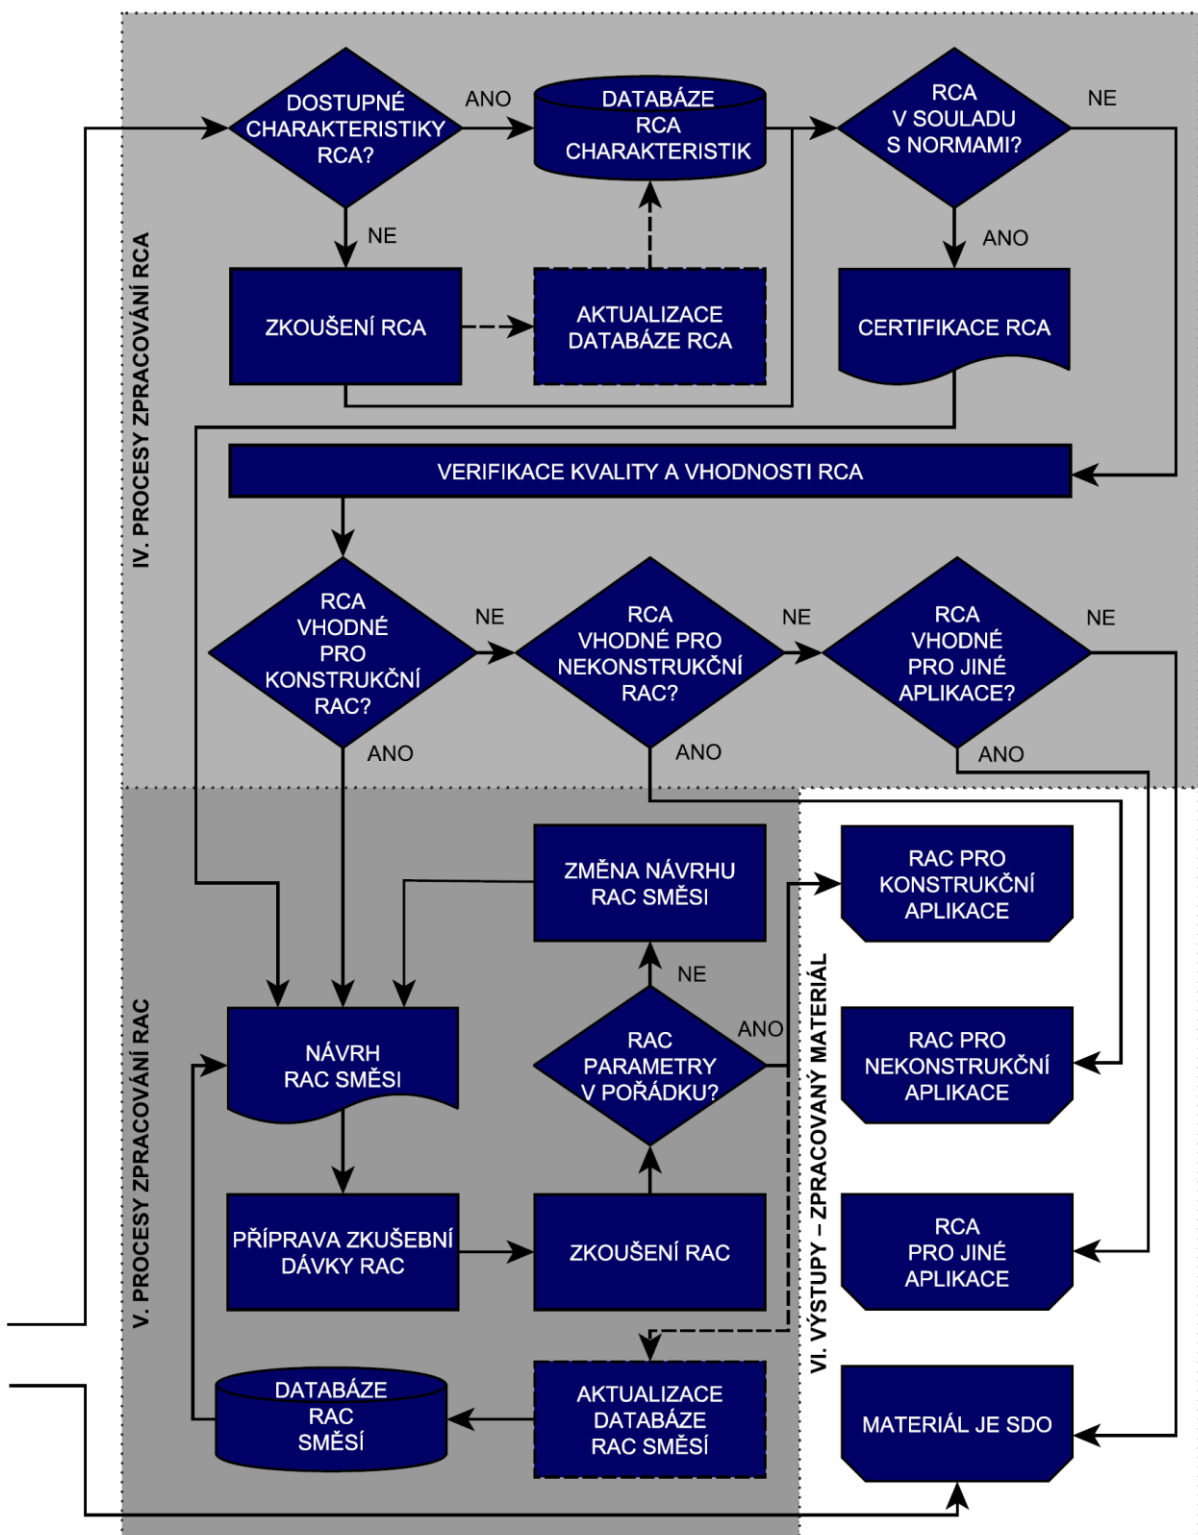 IV. PROCESY ZPRACOVÁNÍ RCA
DOSTUPNÉ
CHARAKTERISTIKY
RCA?
ANO
DATABÁZE
RCA
CHARAKTERISTIK
RCA
V SOULADU
S NORMAMI?
NE
NE
ANO
ZKOUŠENÍ RCA
AKTUALIZACE
DATABÁZE RCA
CERTIFIKACE RCA
VERIFIKACE KVALITY A VHODNOSTI RCA
RCA
VHODNÉ
PRO
KONSTRUKČNÍ
RAC?
NE
RCA
VHODNÉ PRO
NEKONSTRUKČNÍ
RAC?
NE
RCA
VHODNÉ
PRO JINÉ
APLIKACE?
NE
ANO
ANO
ANO
V. PROCESY ZPRACOVÁNÍ RAC
ZMĚNA NÁVRHU
RAC SMĚSI
NE
NÁVRH
RAC SMĚSI
RAC
PARAMETRY
V POŘÁDKU?
ANO
PŘÍPRAVA ZKUŠEBNÍ
DÁVKY RAC
ZKOUŠENÍ RAC
DATABÁZE
RAC
SMĚSÍ
AKTUALIZACE
DATABÁZE
RAC SMĚSÍ
VI. VÝSTUPY – ZPRACOVANÝ MATERIÁL
RAC PRO
KONSTRUKČNÍ
APLIKACE
RAC PRO
NEKONSTRUKČNÍ
APLIKACE
RCA
PRO JINÉ
APLIKACE
MATERIÁL JE SDO